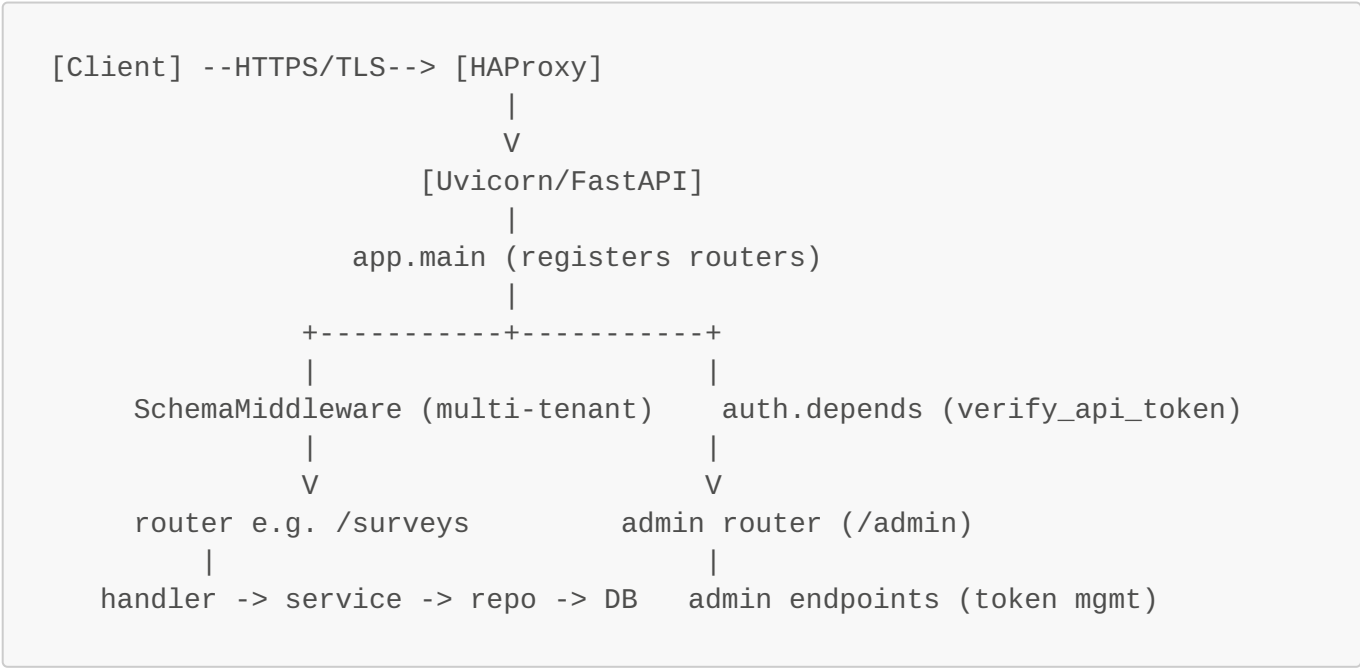 [Client] --HTTPS/TLS--> [HAProxy]
|
V
[Uvicorn/FastAPI]
|
app.main (registers routers)
|
+-----------+-----------+
| |
SchemaMiddleware (multi-tenant) auth.depends (verify_api_token)
| |
V V
router e.g. /surveys admin router (/admin)
| |
handler -> service -> repo -> DB admin endpoints (token mgmt)